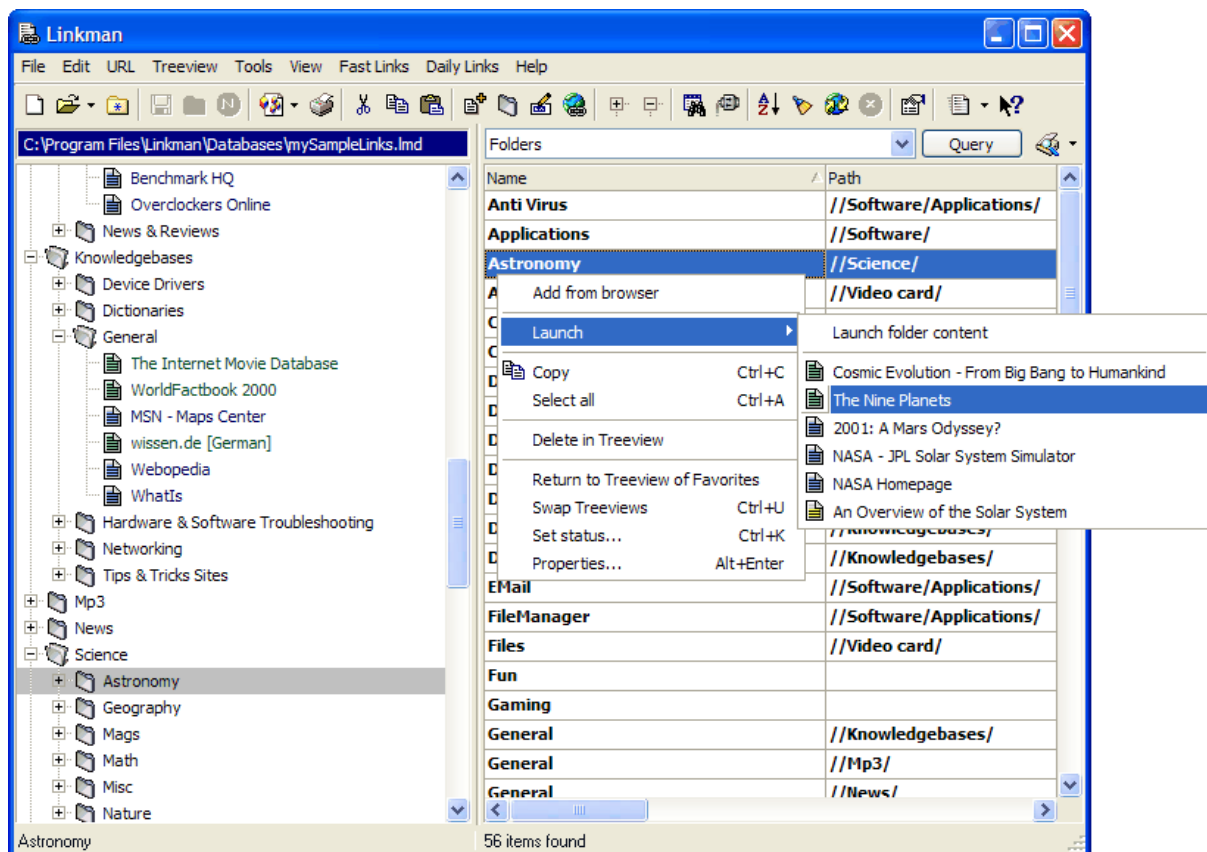 Linkman
File Edit URL Treeview Tools View Fast Links Daily Links Help
C:\Program Files\Linkman\Databases\mySampleLinks.lmd
Benchmark HQ
Overclockers Online
News & Reviews
Knowledgebases
Device Drivers
Dictionaries
General
The Internet Movie Database
WorldFactbook 2000
MSN - Maps Center
wissen.de [German]
Webopedia
WhatIs
Hardware & Software Troubleshooting
Networking
Tips & Tricks Sites
Mp3
News
Science
Astronomy
Geography
Mags
Math
Misc
Nature
Folders Query
Name Path
Anti Virus //Software/Applications/
Applications //Software/
Astronomy //Science/
A //Video card/
C
C
D
D
D
D
D
D //Knowledgebases/
D //Knowledgebases/
EMail //Software/Applications/
FileManager //Software/Applications/
Files //Video card/
Fun
Gaming
General //Knowledgebases/
General //Mp3/
General //News/
Add from browser
Launch
Copy Ctrl+C
Select all Ctrl+A
Delete in Treeview
Return to Treeview of Favorites
Swap Treeviews Ctrl+U
Set status... Ctrl+K
Properties... Alt+Enter
Launch folder content
Cosmic Evolution - From Big Bang to Humankind
The Nine Planets
2001: A Mars Odyssey?
NASA - JPL Solar System Simulator
NASA Homepage
An Overview of the Solar System
Astronomy 56 items found